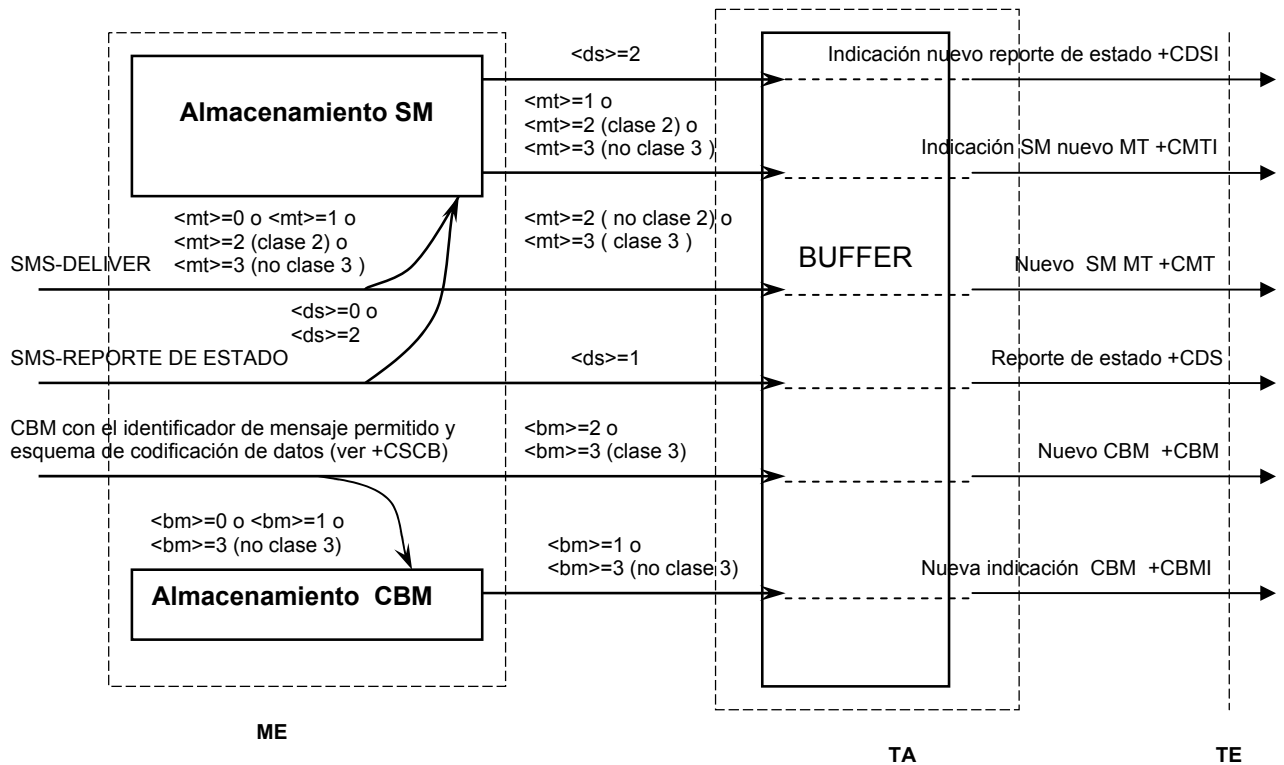 <ds>=2
Indicación nuevo reporte de estado +CDSI
Almacenamiento SM
<mt>=1 o
<mt>=2 (clase 2) o
<mt>=3 (no clase 3 )
Indicación SM nuevo MT +CMTI
<mt>=0 o <mt>=1 o
<mt>=2 (clase 2) o
<mt>=3 (no clase 3 )
<mt>=2 ( no clase 2) o
<mt>=3 ( clase 3 )
BUFFER
SMS-DELIVER
Nuevo SM MT +CMT
<ds>=0 o
<ds>=2
SMS-REPORTE DE ESTADO
<ds>=1
Reporte de estado +CDS
CBM con el identificador de mensaje permitido y
esquema de codificación de datos (ver +CSCB)
<bm>=2 o
<bm>=3 (clase 3)
Nuevo CBM +CBM
<bm>=0 o <bm>=1 o
<bm>=3 (no clase 3)
<bm>=1 o
<bm>=3 (no clase 3)
Nueva indicación CBM +CBMI
Almacenamiento CBM
ME
TA
TE